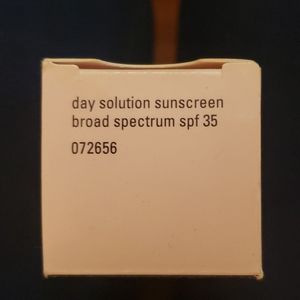 day solution sunscreen
broad spectrum spf 35
072656